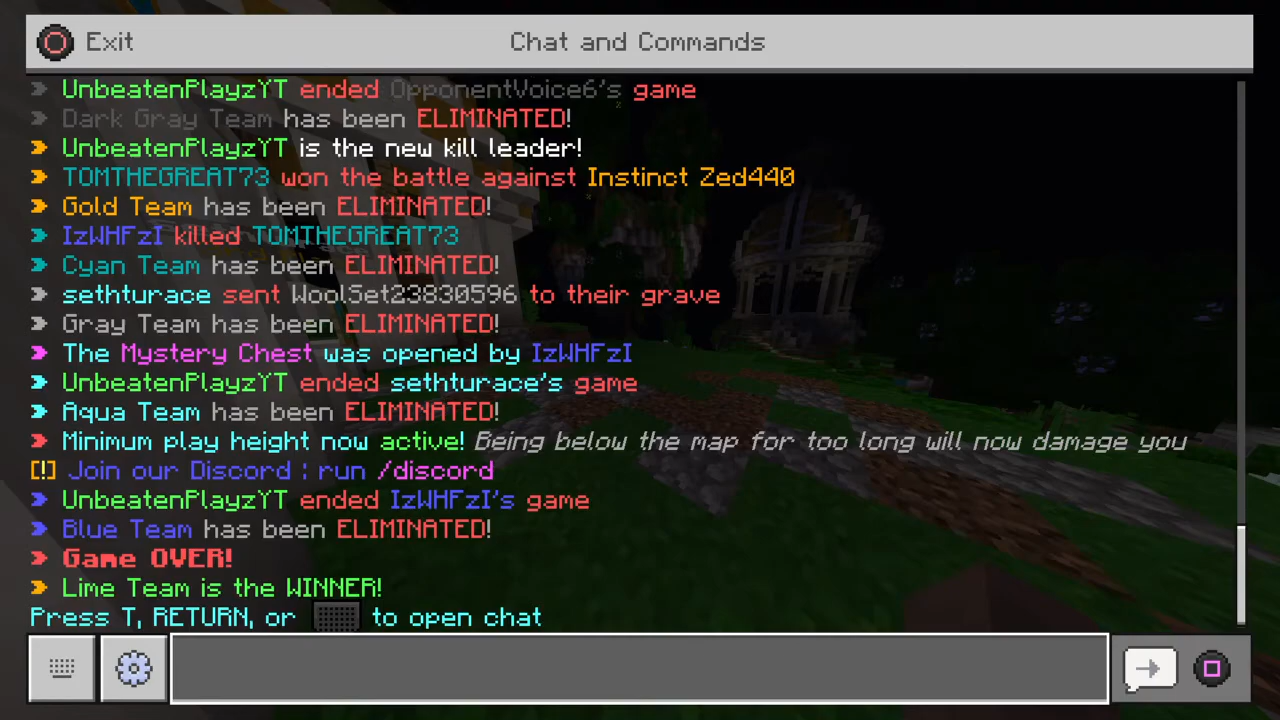 Exit
Chat and Commands
UnbeatenPlayzYT ended OpponentVoice6's game
Dark Gray Team has been ELIMINATED!
UnbeatenPlayzYT is the new kill leader!
TOMTHEGREAT73 won the battle against Instinct Zed440
Gold Team has been ELIMINATED!
IzWHFzI killed TOMTHEGREAT73
Cyan Team has been ELIMINATED!
sethturace sent WoolSet23830596 to their grave
Gray Team has been ELIMINATED!
The Mystery Chest was opened by IzWHFzI
UnbeatenPlayzYT ended sethturace's game
Aqua Team has been ELIMINATED!
Minimum play height now active! Being below the map for too long will now damage you
[!] Join our Discord : run /discord
UnbeatenPlayzYT ended IzWHFzI's game
Blue Team has been ELIMINATED!
Game OVER!
Lime Team is the WINNER!
Press T, RETURN, or to open chat